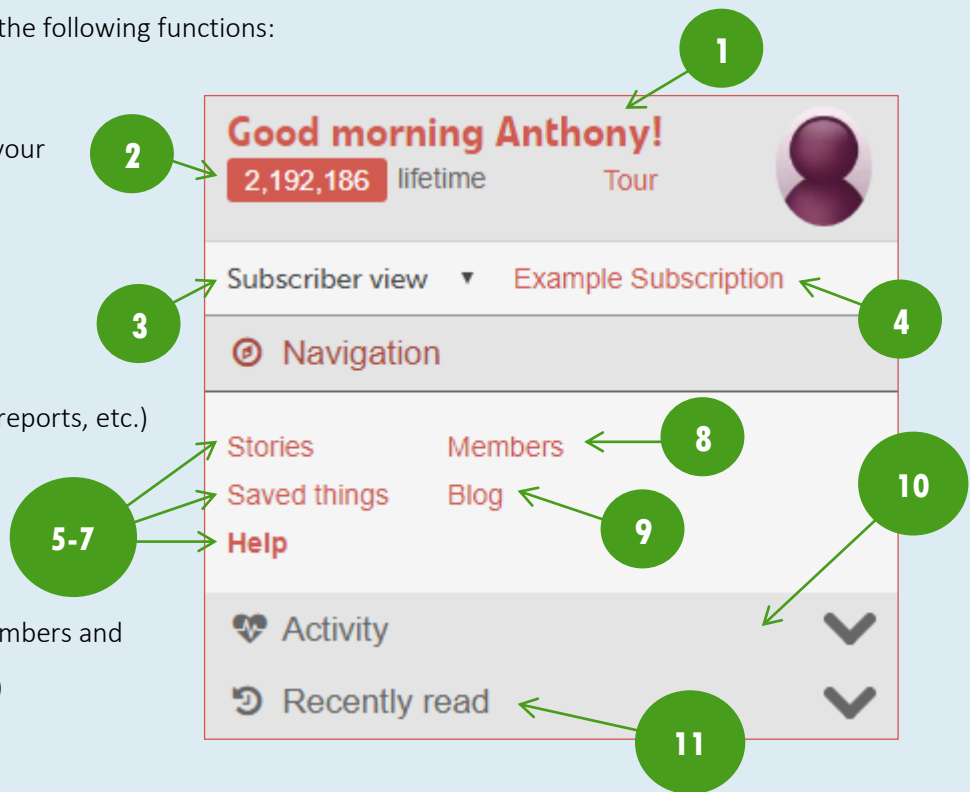 the following functions:
1
Good morning Anthony!
your
2
2,192,186 lifetime Tour
Subscriber view ▼ Example Subscription
3
4
Navigation
reports, etc.)
Stories Members
8
Saved things Blog
10
5-7
9
Help
Activity
mbers and
)
Recently read
11